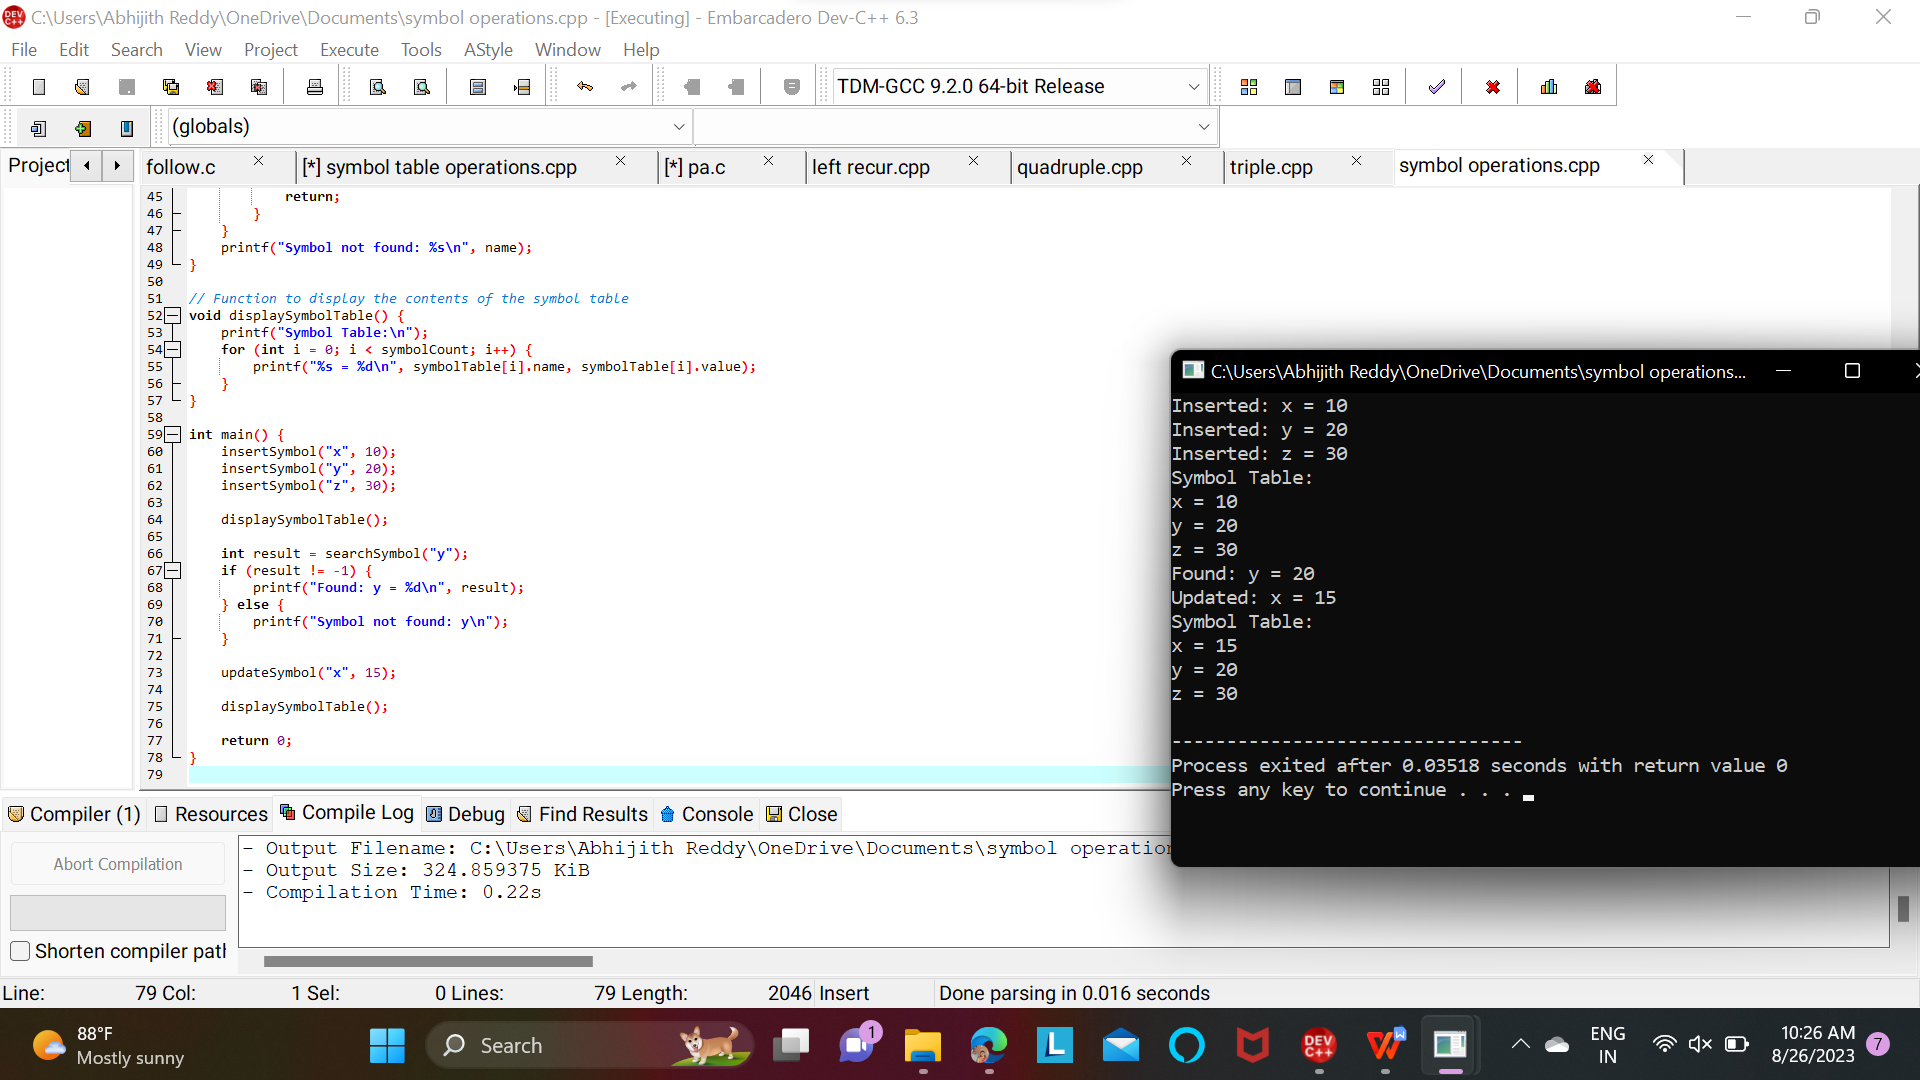 C:\Users\Abhijith Reddy\OneDrive\Documents\symbol operations.cpp - [Executing] - Embarcadero Dev-C++ 6.3
File Edit Search View Project Execute Tools AStyle Window Help
TDM-GCC 9.2.0 64-bit Release
(globals)
Project follow.c [*] symbol table operations.cpp [*] pa.c left recur.cpp quadruple.cpp triple.cpp symbol operations.cpp
45 return;
46 }
47 }
48 printf("Symbol not found: %s\n", name);
49 }
50
51 // Function to display the contents of the symbol table
52 void displaySymbolTable() {
53 printf("Symbol Table:\n");
54 for (int i = 0; i < symbolCount; i++) {
55 printf("%s = %d\n", symbolTable[i].name, symbolTable[i].value);
56 }
57 }
58
59 int main() {
60 insertSymbol("x", 10);
61 insertSymbol("y", 20);
62 insertSymbol("z", 30);
63
64 displaySymbolTable();
65
66 int result = searchSymbol("y");
67 if (result != -1) {
68 printf("Found: y = %d\n", result);
69 } else {
70 printf("Symbol not found: y\n");
71 }
72
73 updateSymbol("x", 15);
74
75 displaySymbolTable();
76
77 return 0;
78 }
79
C:\Users\Abhijith Reddy\OneDrive\Documents\symbol operations...
Inserted: x = 10
Inserted: y = 20
Inserted: z = 30
Symbol Table:
x = 10
y = 20
z = 30
Found: y = 20
Updated: x = 15
Symbol Table:
x = 15
y = 20
z = 30
--------------------------------
Process exited after 0.03518 seconds with return value 0
Press any key to continue . . .
Compiler (1) Resources Compile Log Debug Find Results Console Close
Abort Compilation
Shorten compiler path
- Output Filename: C:\Users\Abhijith Reddy\OneDrive\Documents\symbol operation
- Output Size: 324.859375 KiB
- Compilation Time: 0.22s
Line: 79 Col: 1 Sel: 0 Lines: 79 Length: 2046 Insert Done parsing in 0.016 seconds
88°F
Mostly sunny
Search
1
L
DEV C++
W
ENG
IN
10:26 AM
8/26/2023
7